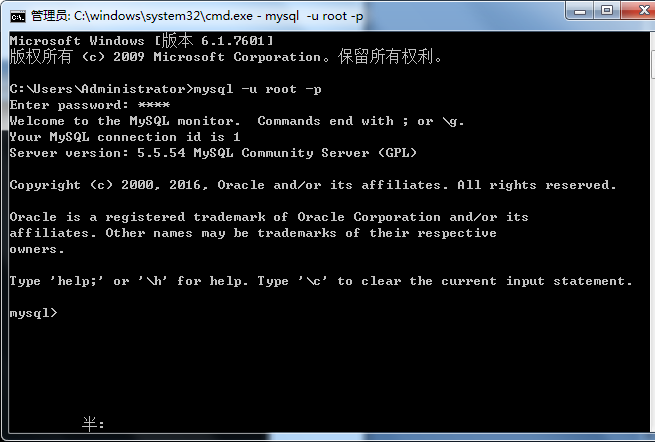 管理员: C:\windows\system32\cmd.exe - mysql  -u root -p
Microsoft Windows [版本 6.1.7601]
版权所有 (c) 2009 Microsoft Corporation。保留所有权利。
C:\Users\Administrator>mysql -u root -p
Enter password: ****
Welcome to the MySQL monitor.  Commands end with ; or \g.
Your MySQL connection id is 1
Server version: 5.5.54 MySQL Community Server (GPL)
Copyright (c) 2000, 2016, Oracle and/or its affiliates. All rights reserved.
Oracle is a registered trademark of Oracle Corporation and/or its
affiliates. Other names may be trademarks of their respective
owners.
Type 'help;' or '\h' for help. Type '\c' to clear the current input statement.
mysql>
半: